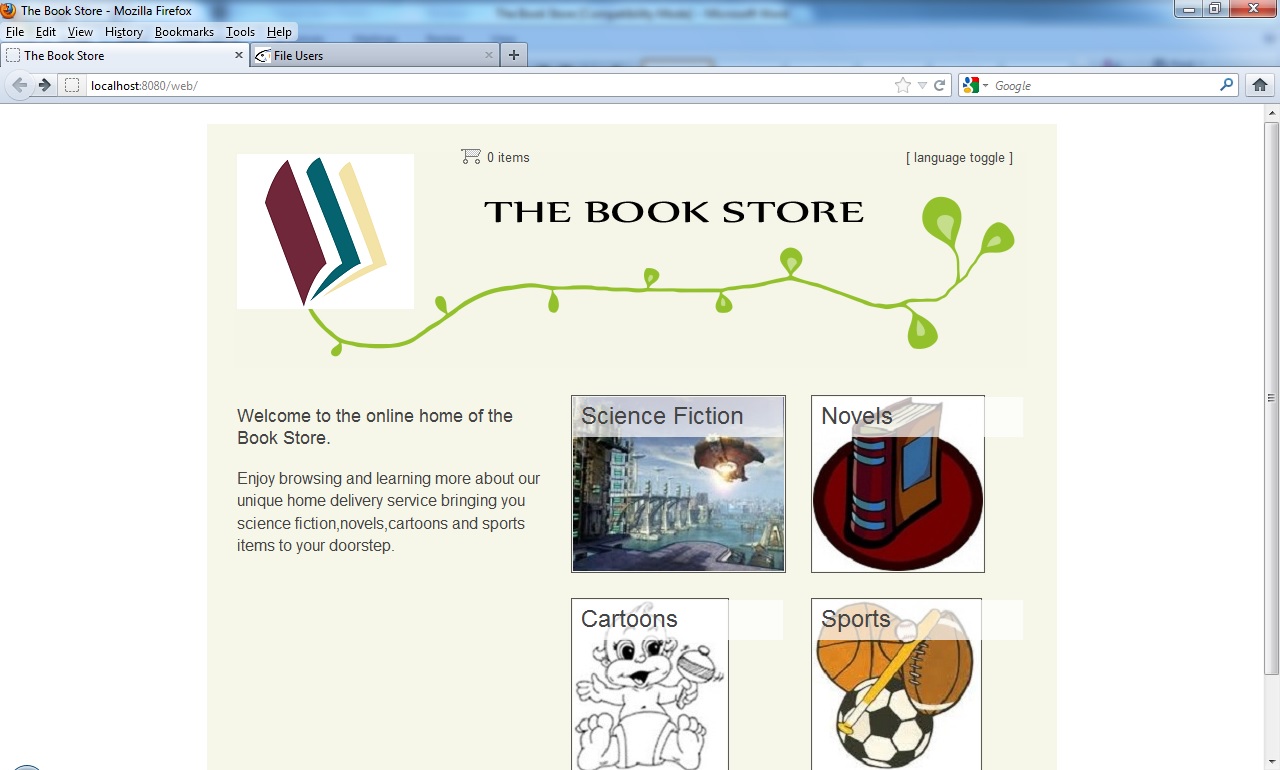 The Book Store - Mozilla Firefox
File Edit View History Bookmarks Tools Help
The Book Store
File Users
localhost:8080/web/
Google
0 items
[ language toggle ]
THE BOOK STORE
Welcome to the online home of the
Book Store.
Enjoy browsing and learning more about our
unique home delivery service bringing you
science fiction,novels,cartoons and sports
items to your doorstep.
Science Fiction
Novels
Cartoons
Sports